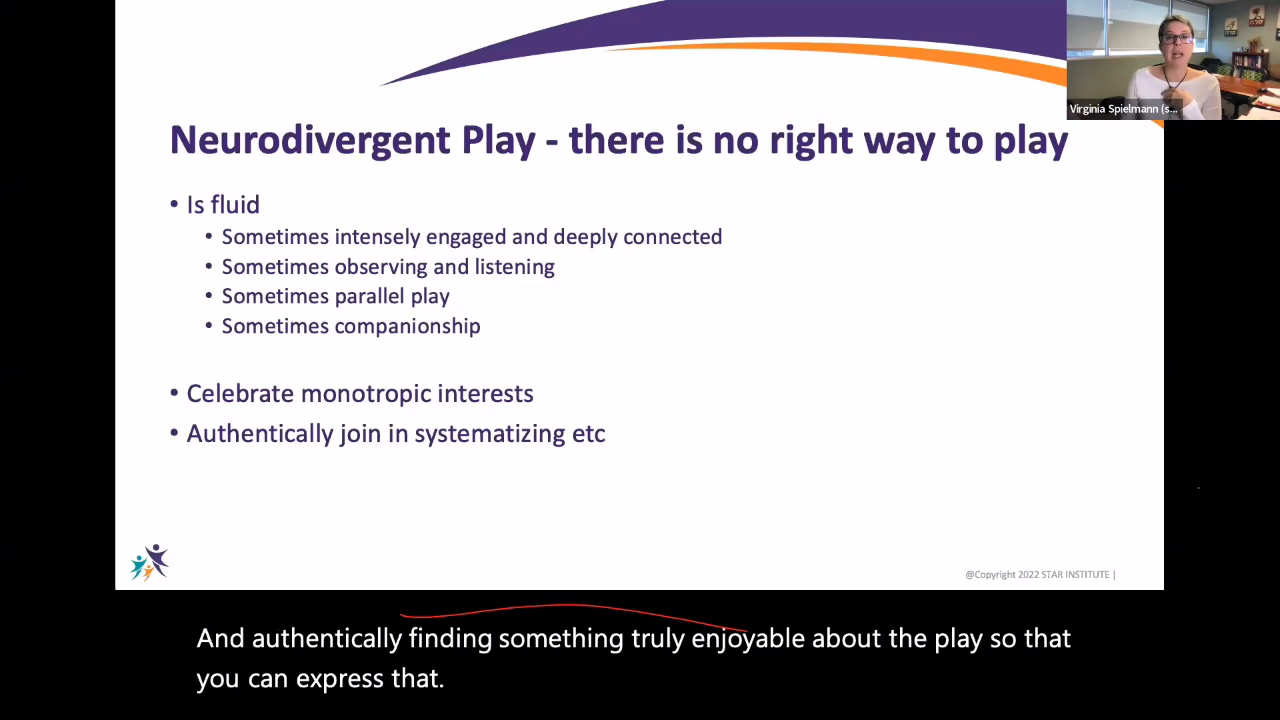 Virginia Spielmann (s...
Neurodivergent Play - there is no right way to play
• Is fluid
• Sometimes intensely engaged and deeply connected
• Sometimes observing and listening
• Sometimes parallel play
• Sometimes companionship
• Celebrate monotropic interests
• Authentically join in systematizing etc
@Copyright 2022 STAR INSTITUTE |
And authentically finding something truly enjoyable about the play so that
you can express that.